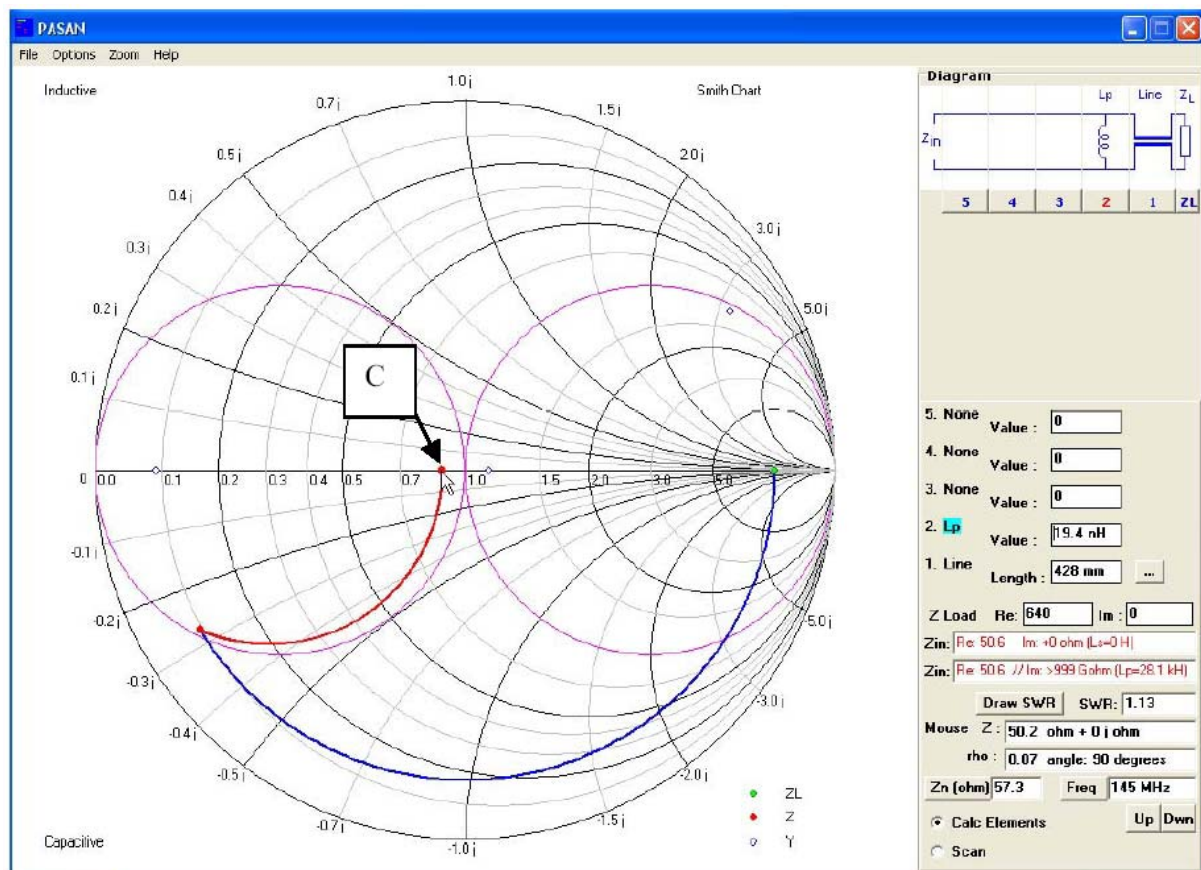 PASAN
File Options Zoom Help
Inductive
Smith Chart
1.0 j
0.7 j
1.5 j
0.5 j
2.0 j
0.4 j
0.3 j
3.0 j
0.2 j
5.0 j
0.1 j
C
0 0.0 0.1 0.2 0.3 0.4 0.5 0.7 1.0 1.5 2.0 3.0 5.0
-0.1 j
-0.2 j
-5.0 j
-0.3 j
-3.0 j
-0.4 j
-0.5 j
-2.0 j
-0.7 j
-1.5 j
-1.0 j
ZL
Z
Y
Capacitive
Diagram
Lp Line ZL
Zin
5 4 3 2 1 ZL
5. None
Value : 0
4. None
Value : 0
3. None
Value : 0
2. Lp
Value : 19.4 nH
1. Line
Length : 428 mm ...
Z Load Re: 640 Im : 0
Zin: Re: 50.6 Im: +0 ohm (Ls=0 H)
Zin: Re: 50.6 // Im: >999 Gohm (Lp=28.1 kH)
Draw SWR SWR: 1.13
Mouse Z : 50.2 ohm + 0 j ohm
rho : 0.07 angle: 90 degrees
Zn (ohm) 57.3 Freq 145 MHz
Calc Elements Up Dwn
Scan